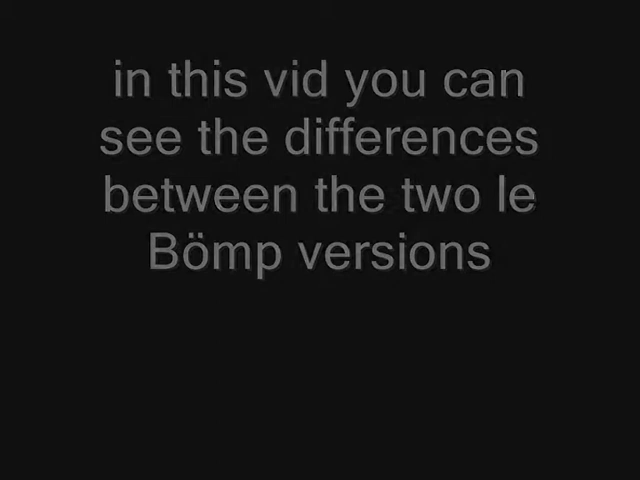 in this vid you can
see the differences
between the two le
Bömp versions